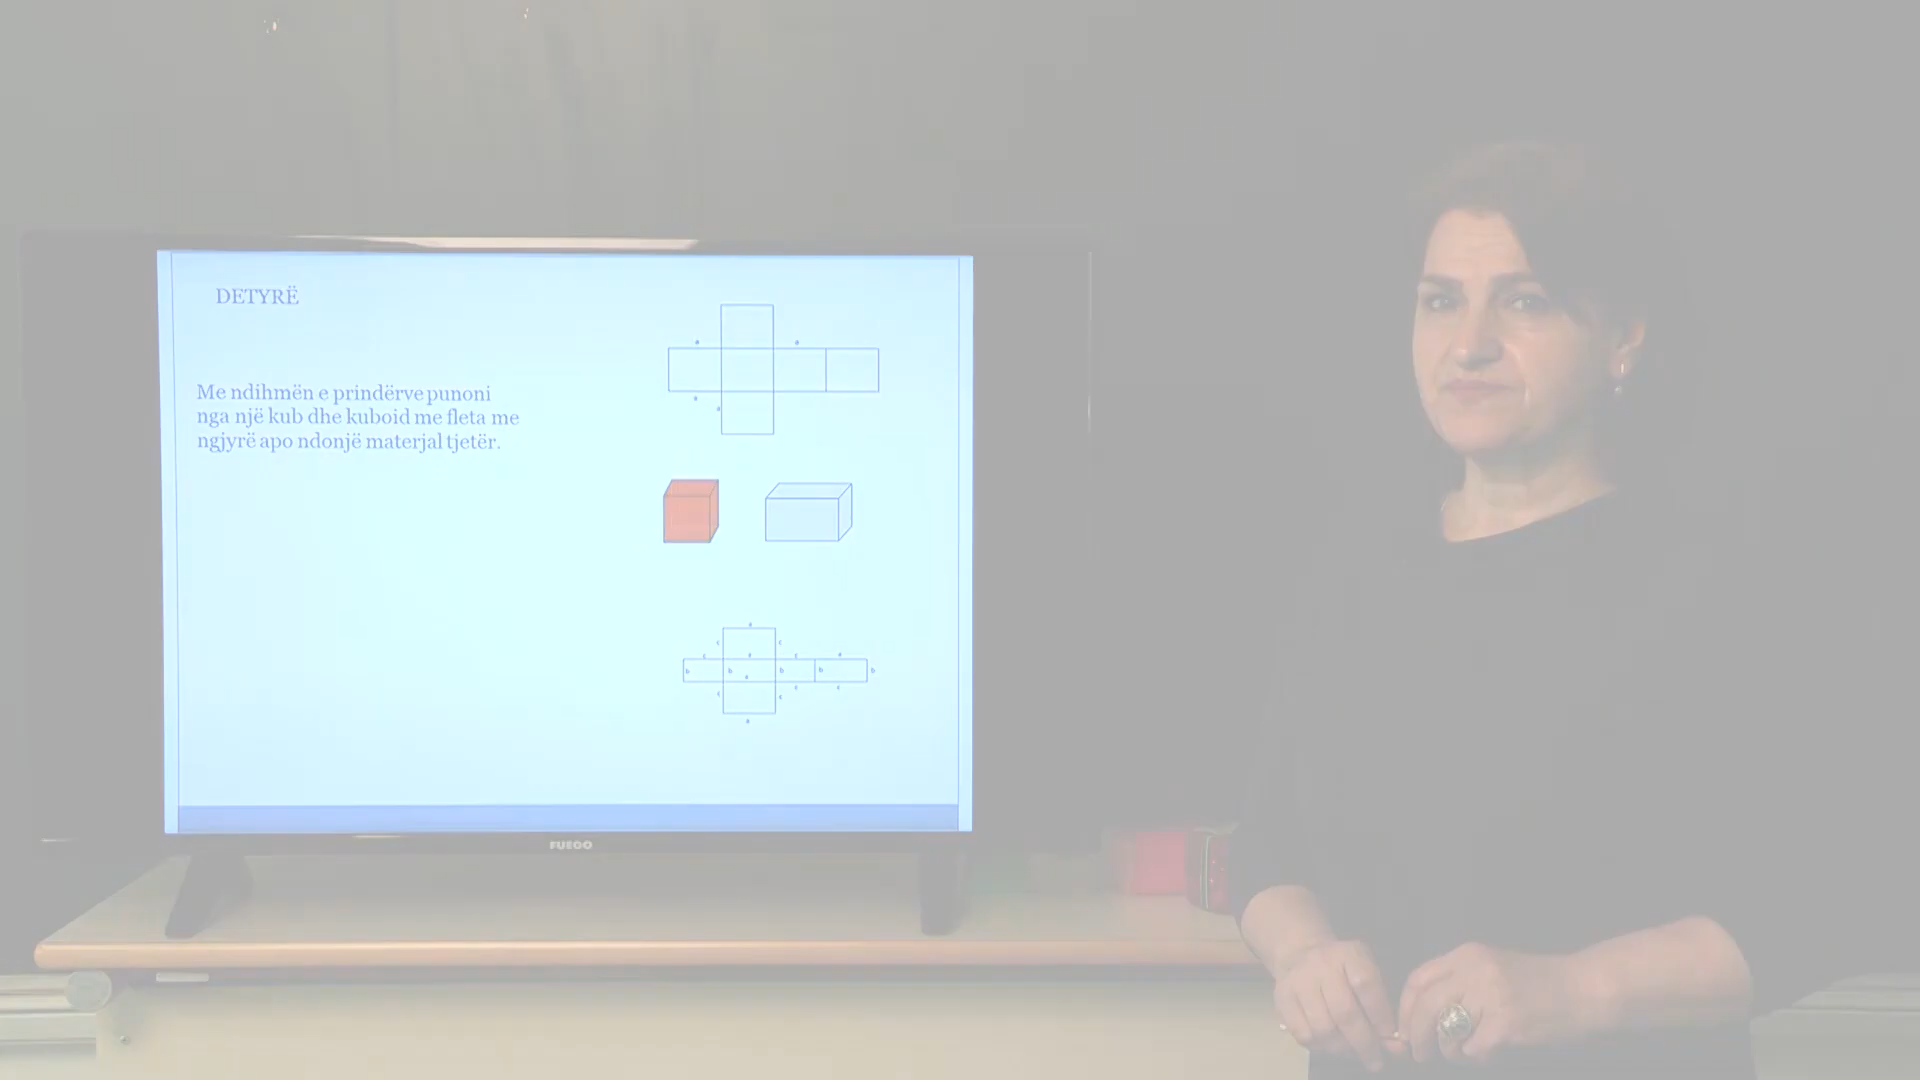 DETYRË
Me ndihmën e prindërve punoni
nga një kub dhe kuboid me fleta me
ngjyrë apo ndonjë materjal tjetër.
a a
a
a
a
c c
c a c a
b b b b b
a
c c c c
a
FUEGO